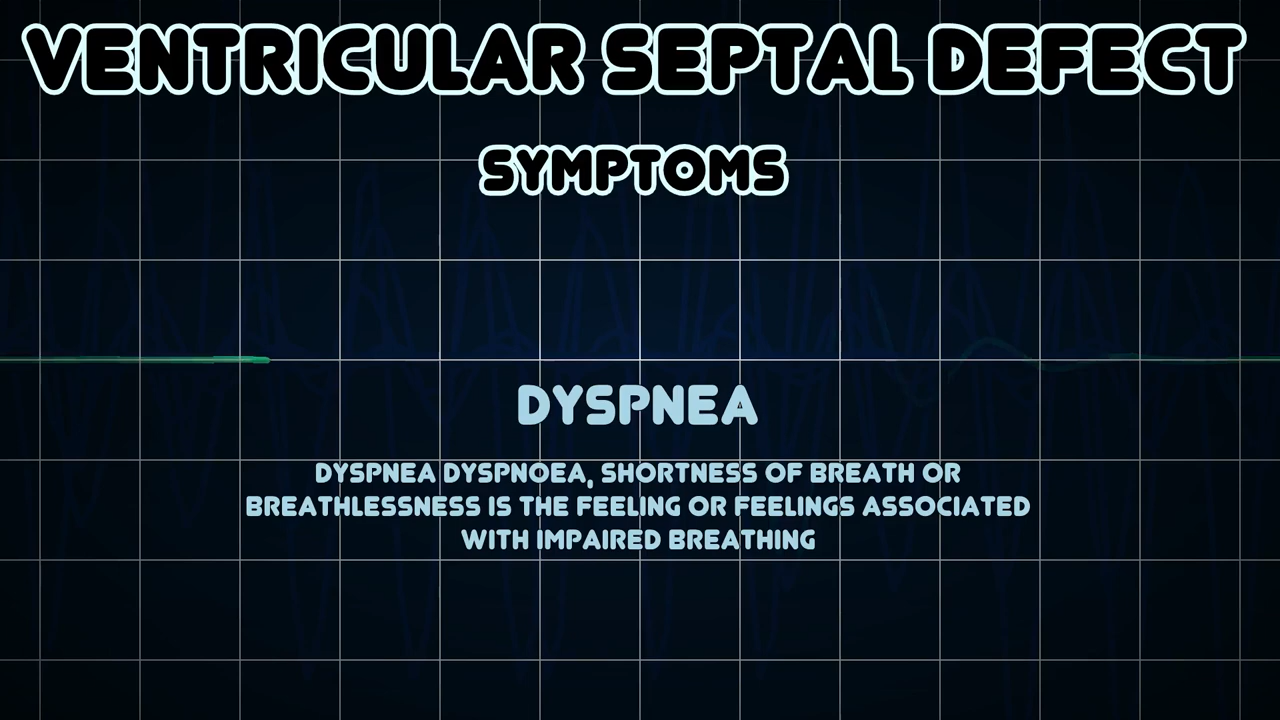 VENTRICULAR SEPTAL DEFECT
SYMPTOMS
DYSPNEA
DYSPNEA DYSPNOEA, SHORTNESS OF BREATH OR
BREATHLESSNESS IS THE FEELING OR FEELINGS ASSOCIATED
WITH IMPAIRED BREATHING